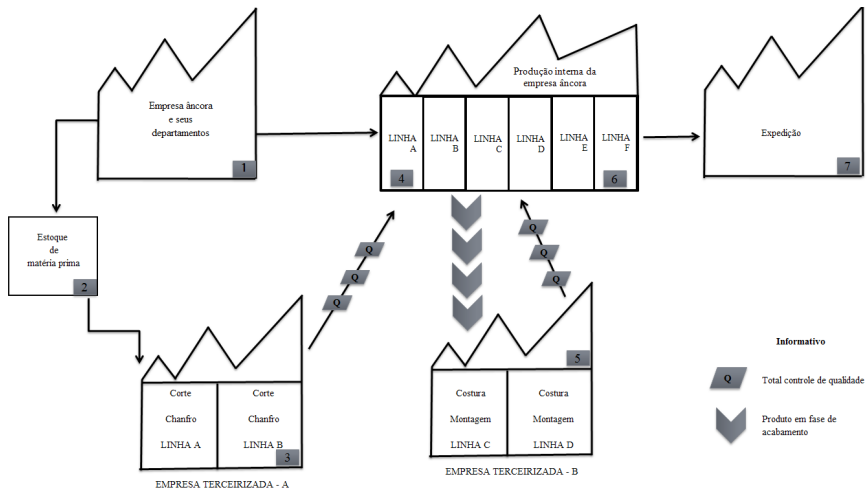 Empresa âncora
e seus
departamentos
1
Produção interna da
empresa âncora
LINHA
A
LINHA
B
LINHA
C
LINHA
D
LINHA
E
LINHA
F
4
6
Expedição
7
Estoque
de
matéria prima
2
Q
Q
Q
Q
Q
Q
Corte
Chanfro
LINHA A
Corte
Chanfro
LINHA B
3
EMPRESA TERCEIRIZADA - A
5
Costura
Montagem
LINHA C
Costura
Montagem
LINHA D
EMPRESA TERCEIRIZADA - B
Informativo
Q
Total controle de qualidade
Produto em fase de
acabamento